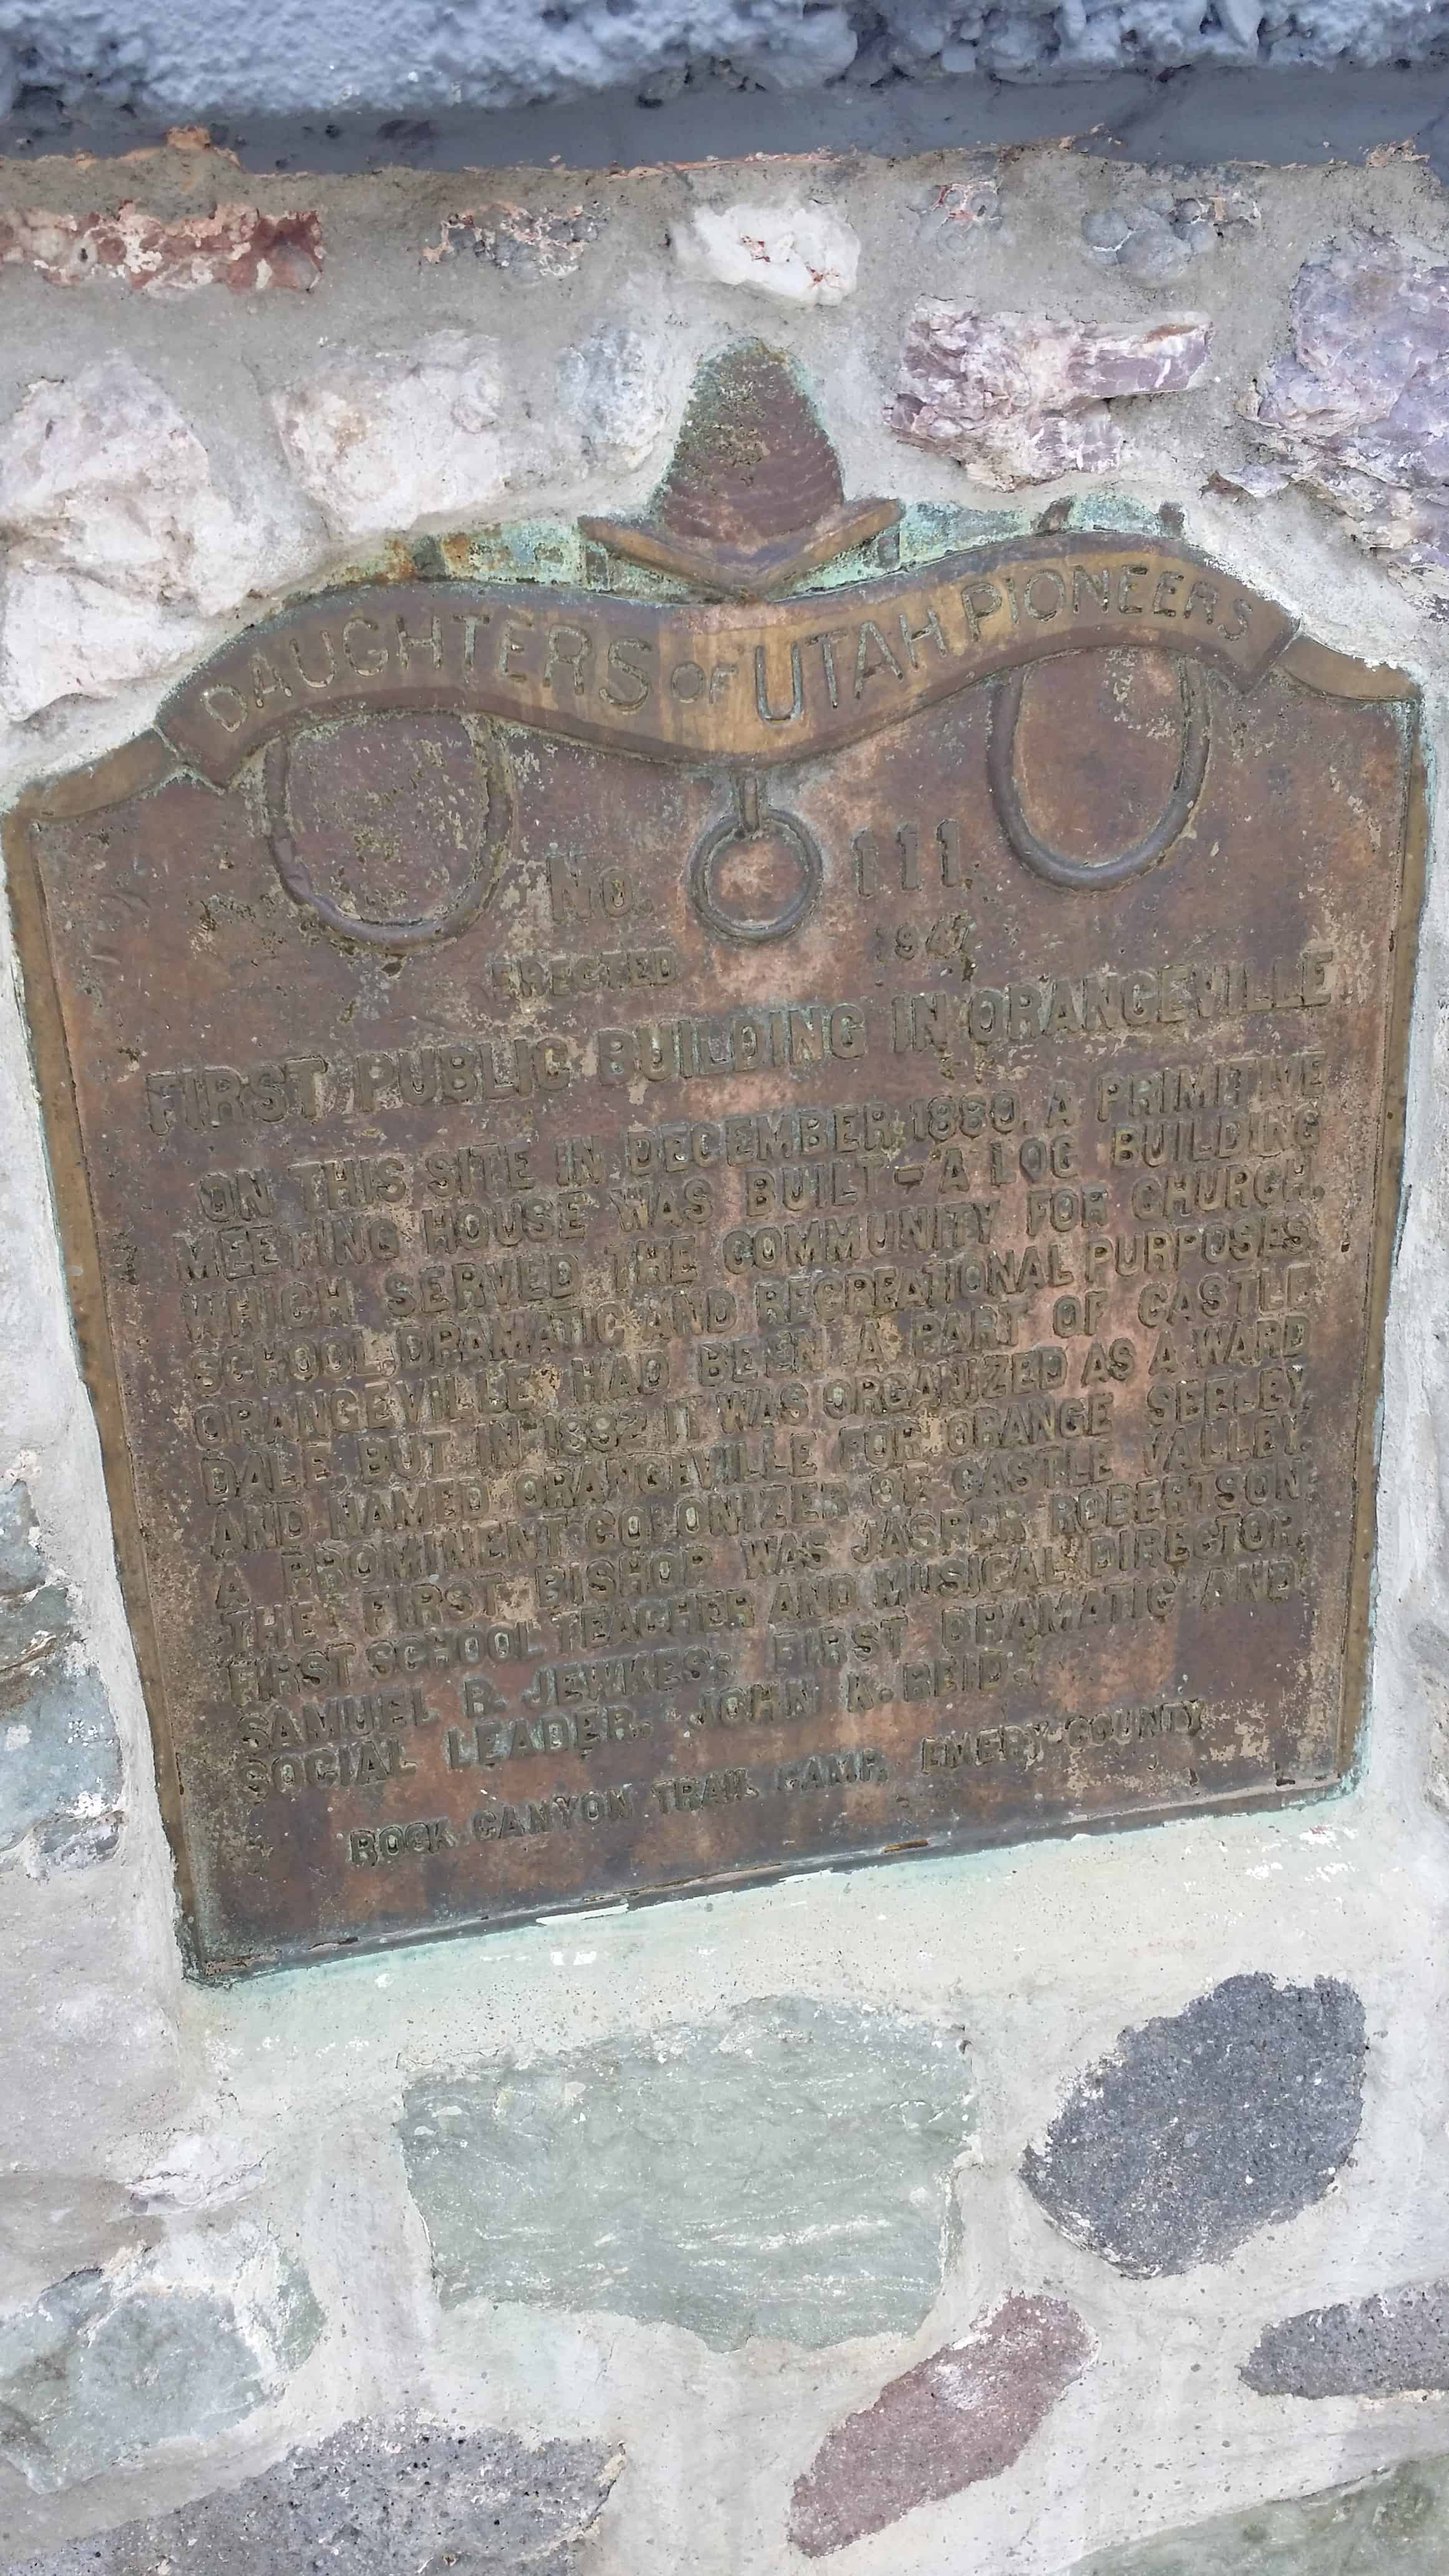 DAUGHTERS OF UTAH PIONEERS
No. 111.
ERECTED 1947
FIRST PUBLIC BUILDING IN ORANGEVILLE
ON THIS SITE IN DECEMBER, 1880, A PRIMITIVE
MEETING HOUSE WAS BUILT - A LOG BUILDING
WHICH SERVED THE COMMUNITY FOR CHURCH,
SCHOOL, DRAMATIC AND RECREATIONAL PURPOSES.
ORANGEVILLE HAD BEEN A PART OF CASTLE
DALE, BUT IN 1882 IT WAS ORGANIZED AS A WARD
AND NAMED ORANGEVILLE FOR ORANGE SEELEY,
A PROMINENT COLONIZER OF CASTLE VALLEY.
THE FIRST BISHOP WAS JASPER ROBERTSON
FIRST SCHOOL TEACHER AND MUSICAL DIRECTOR,
SAMUEL R. JEWKES: FIRST DRAMATIC AND
SOCIAL LEADER, JOHN K. REID.
ROCK CANYON TRAIL CAMP, EMERY COUNTY